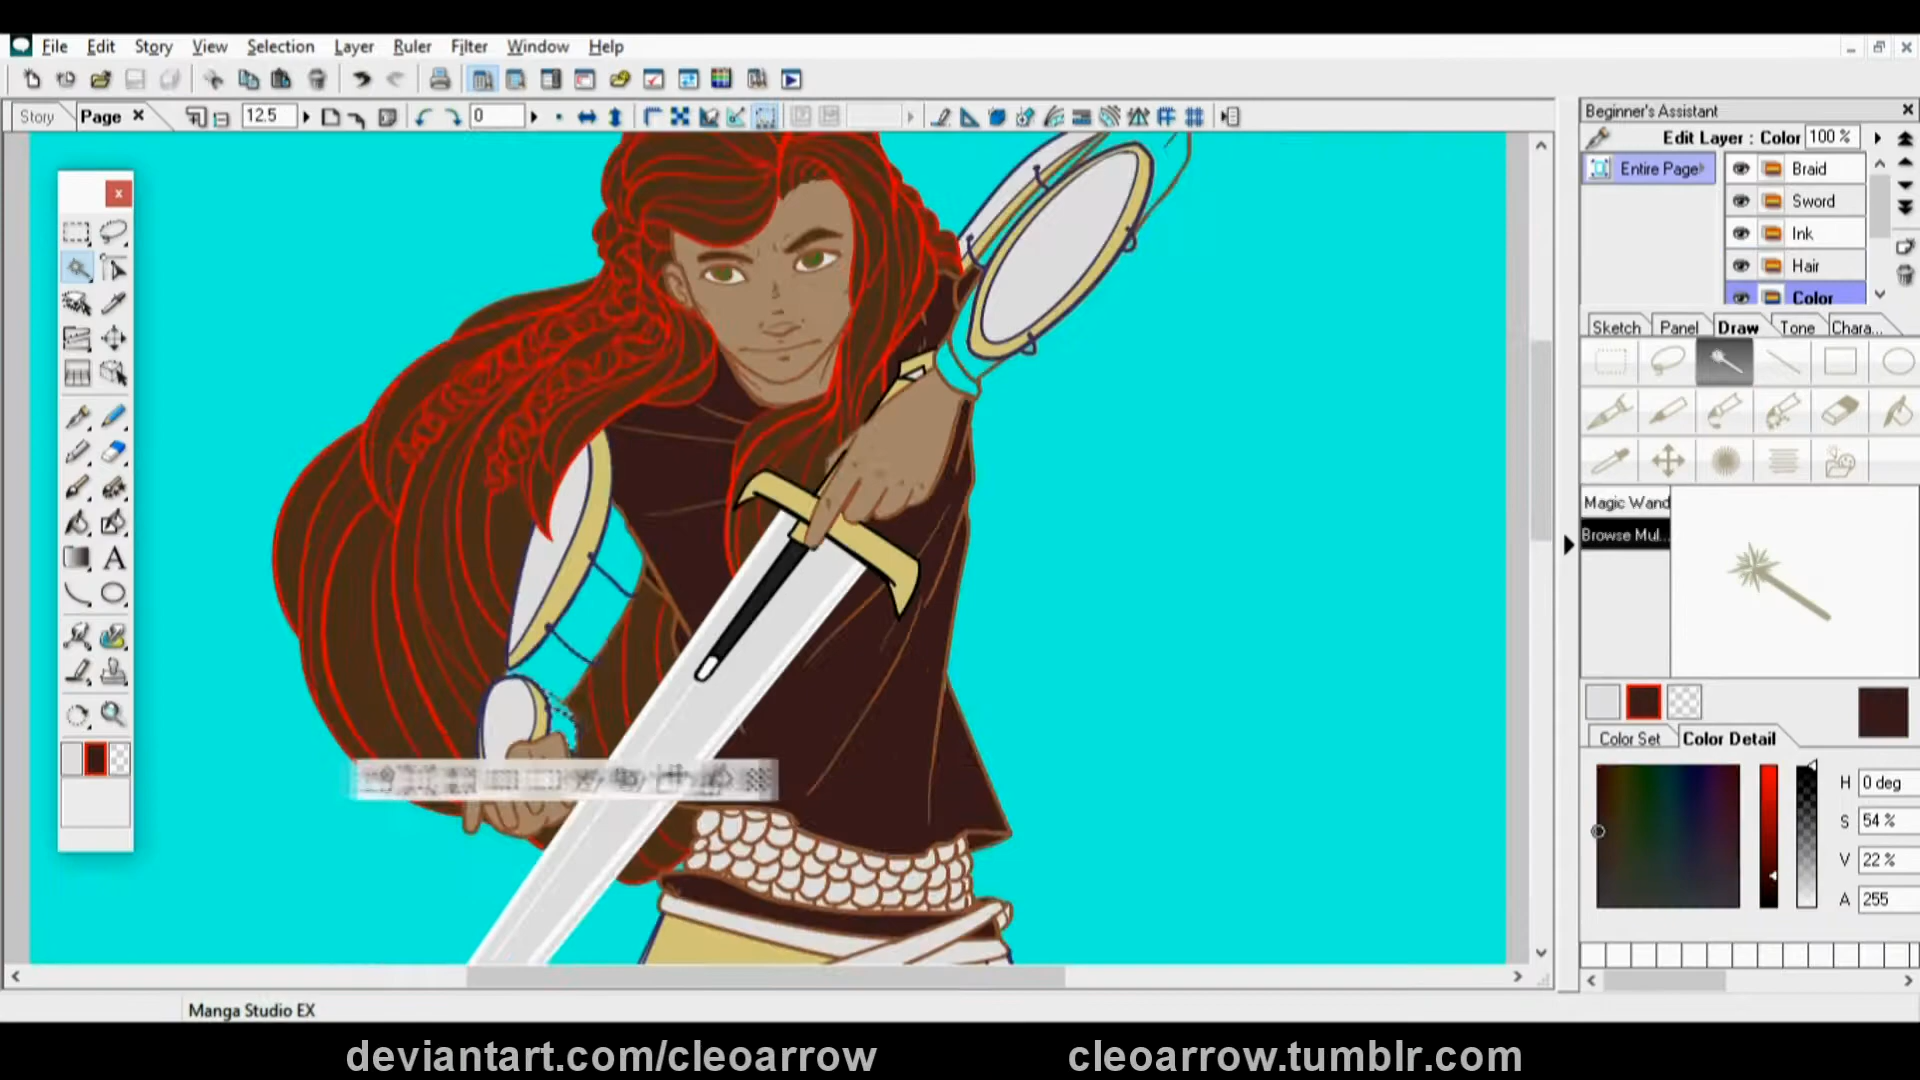 File Edit Story View Selection Layer Ruler Filter Window Help
Story Page 12.5 0
Beginner's Assistant
Edit Layer : Color 100 %
Entire Page
Braid
Sword
Ink
Hair
Color
Sketch Panel Draw Tone Chara...
Magic Wand
Browse Mul...
A
Color Set Color Detail
H 0 deg
S 54 %
V 22 %
A 255
Manga Studio EX
deviantart.com/cleoarrow cleoarrow.tumblr.com